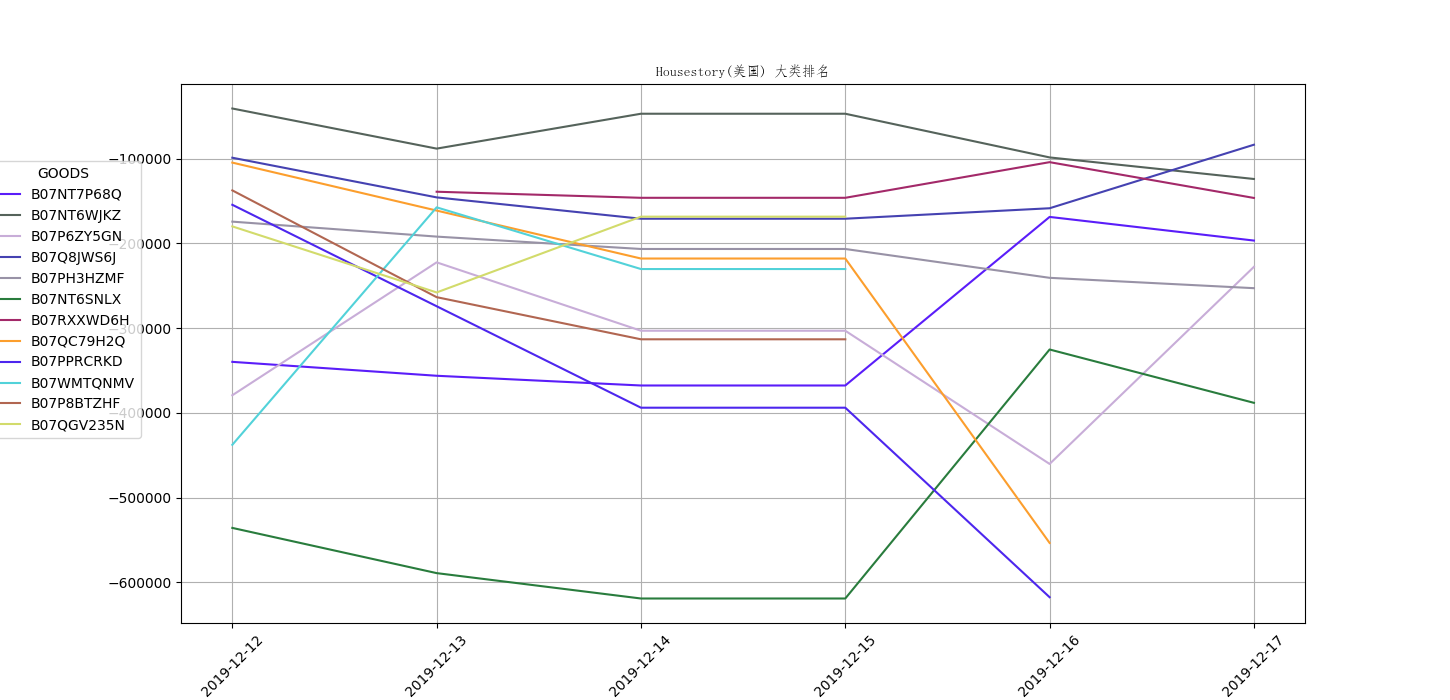 Housestory(美国) 大类排名
GOODS
B07NT7P68Q
B07NT6WJKZ
B07P6ZY5GN
B07Q8JWS6J
B07PH3HZMF
B07NT6SNLX
B07RXXWD6H
B07QC79H2Q
B07PPRCRKD
B07WMTQNMV
B07P8BTZHF
B07QGV235N
−100000
−200000
−300000
−400000
−500000
−600000
2019-12-12
2019-12-13
2019-12-14
2019-12-15
2019-12-16
2019-12-17